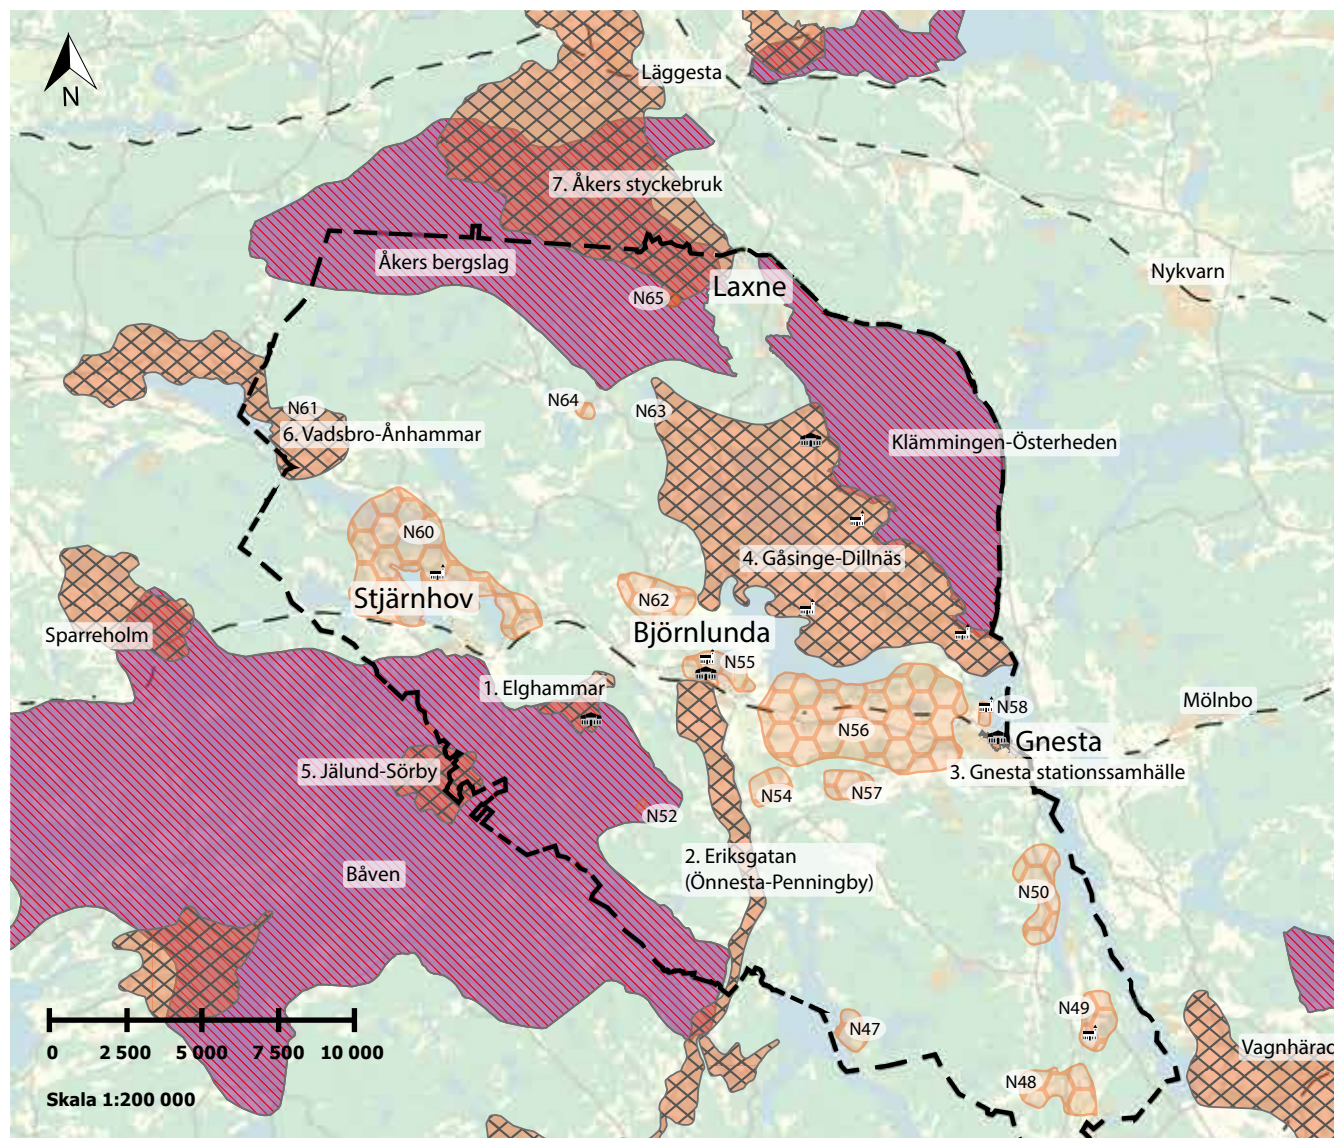 Läggesta
7. Åkers styckebruk
N
Åkers bergslag
Nykvarn
Laxne
N65
N64
N63
N61
6. Vadsbro-Ånhammar
Klämmingen-Österheden
N60
4. Gåsinge-Dillnäs
Stjärnhov
N62
Björnlunda
Sparreholm
N55
1. Elghammar
Mölnbo
N58
N56
Gnesta
5. Jälund-Sörby
3. Gnesta stationssamhälle
N54
N57
N52
2. Eriksgatan
(Önnesta-Penningby)
Båven
N50
N49
N47
Vagnhärad
0 2 500 5 000 7 500 10 000
N48
Skala 1:200 000